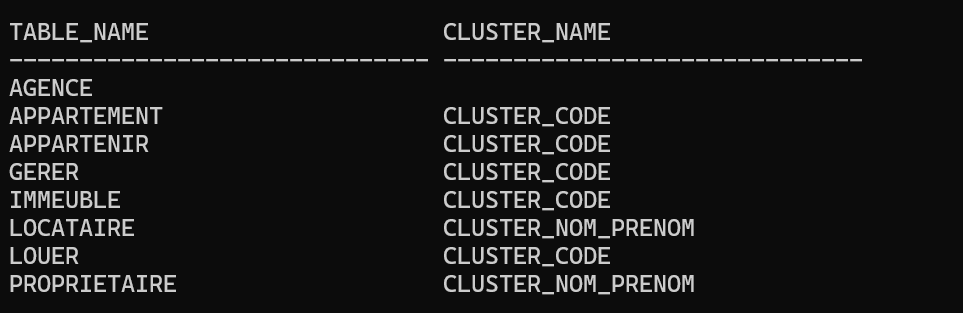 TABLE_NAME                     CLUSTER_NAME
------------------------------ ------------------------------
AGENCE
APPARTEMENT                    CLUSTER_CODE
APPARTENIR                     CLUSTER_CODE
GERER                          CLUSTER_CODE
IMMEUBLE                       CLUSTER_CODE
LOCATAIRE                      CLUSTER_NOM_PRENOM
LOUER                          CLUSTER_CODE
PROPRIETAIRE                   CLUSTER_NOM_PRENOM